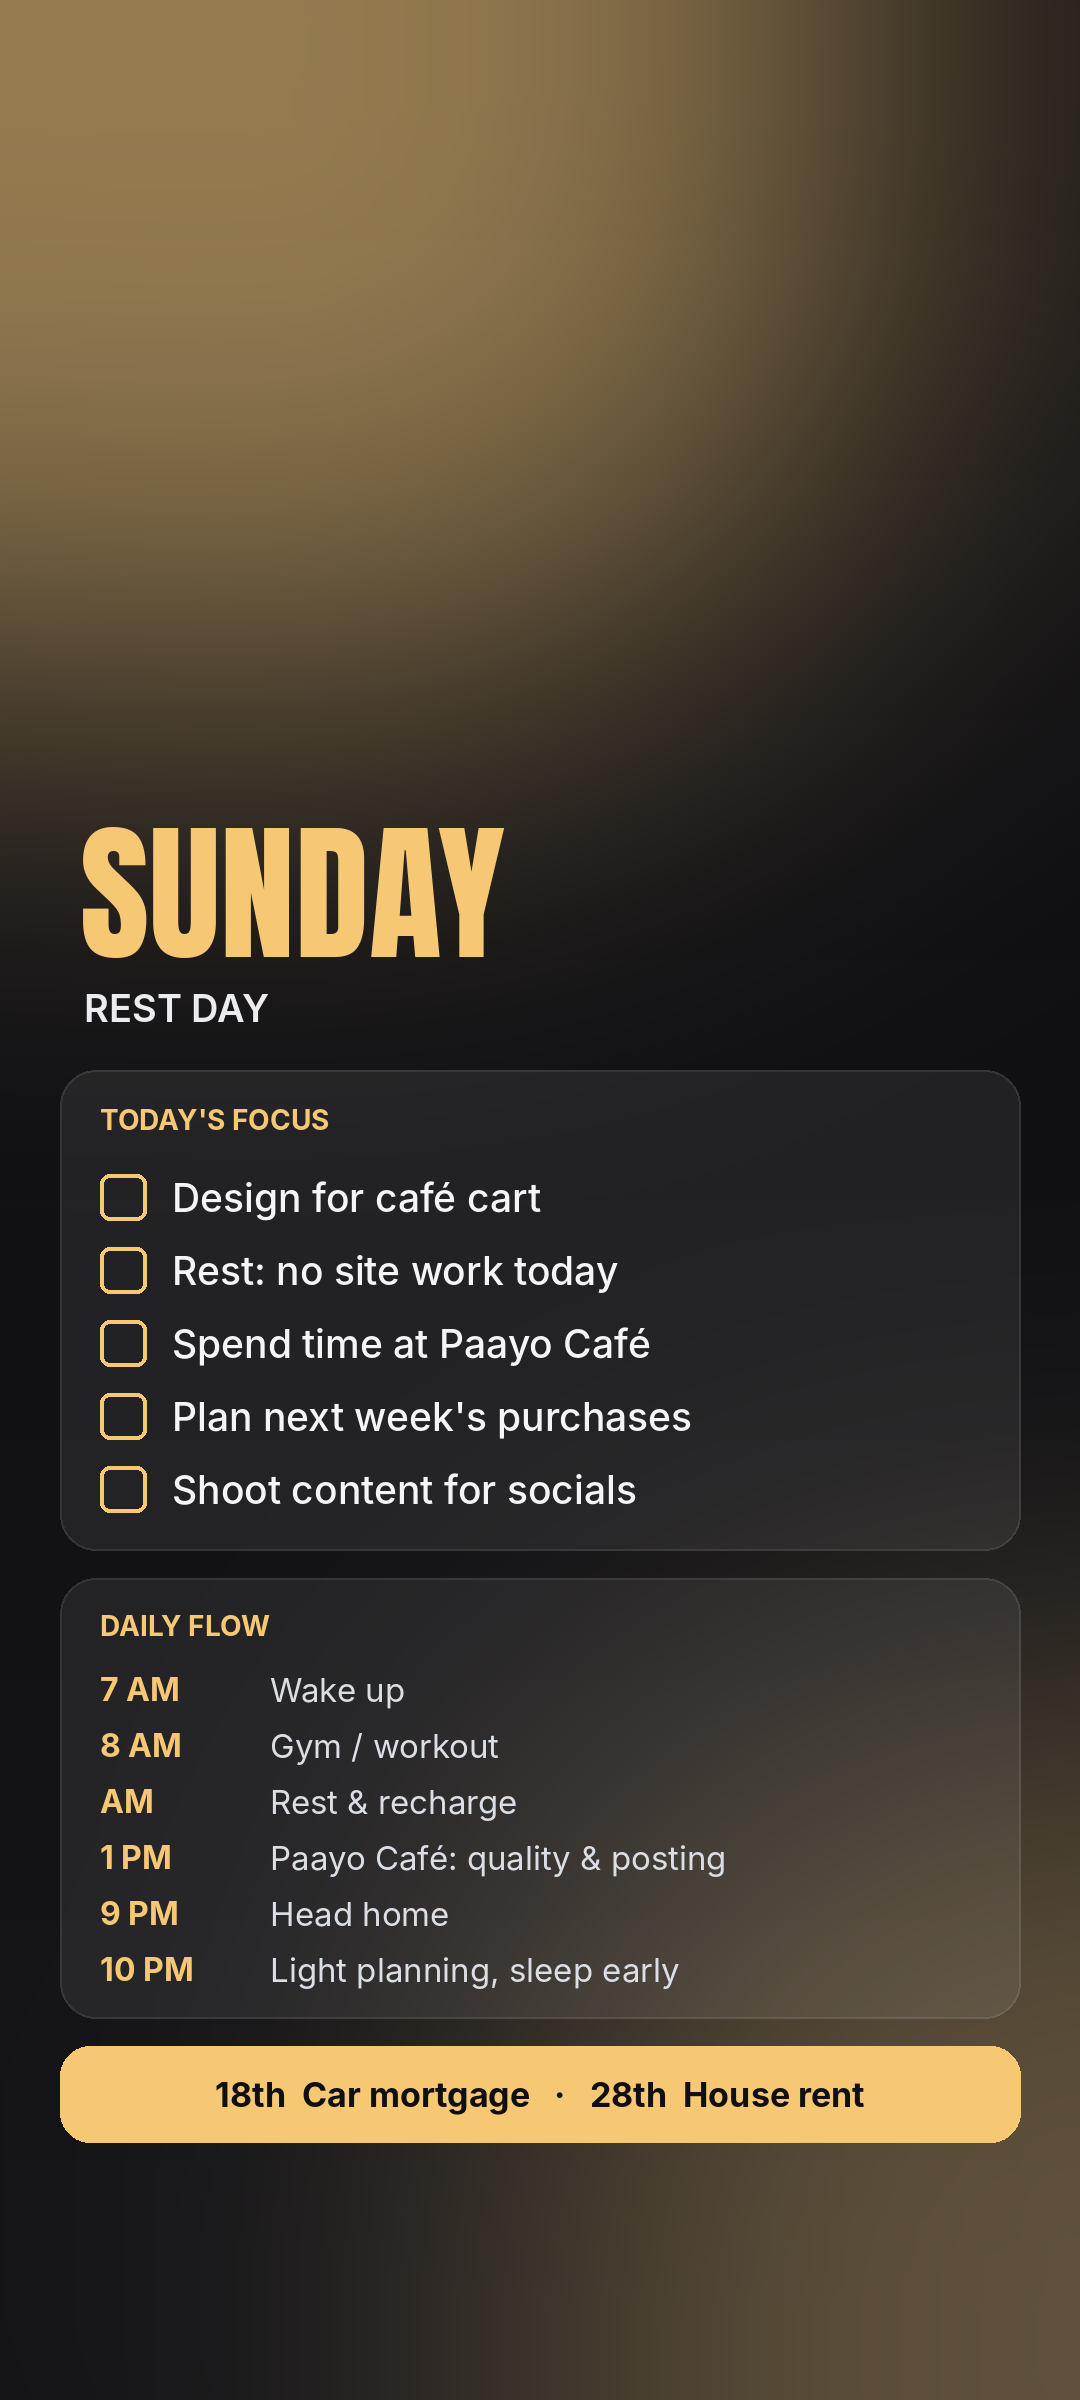 SUNDAY
REST DAY
TODAY'S FOCUS
Design for café cart
Rest: no site work today
Spend time at Paayo Café
Plan next week's purchases
Shoot content for socials
DAILY FLOW
7 AM Wake up
8 AM Gym / workout
AM Rest & recharge
1 PM Paayo Café: quality & posting
9 PM Head home
10 PM Light planning, sleep early
18th Car mortgage · 28th House rent